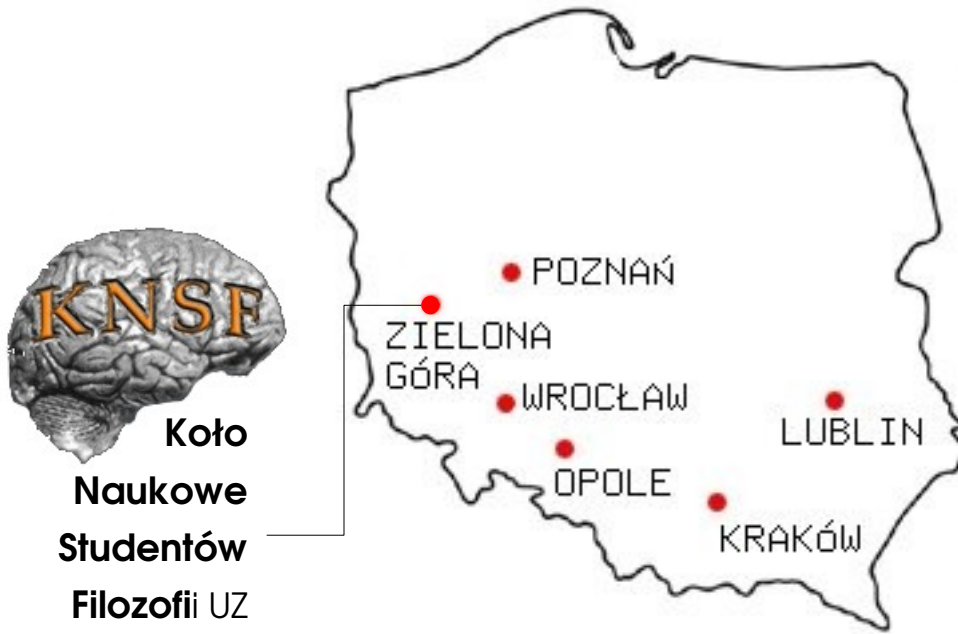 KNSF
Koło
Naukowe
Studentów
Filozofii UZ
POZNAŃ
ZIELONA
GÓRA
WROCŁAW
LUBLIN
OPOLE
KRAKÓW